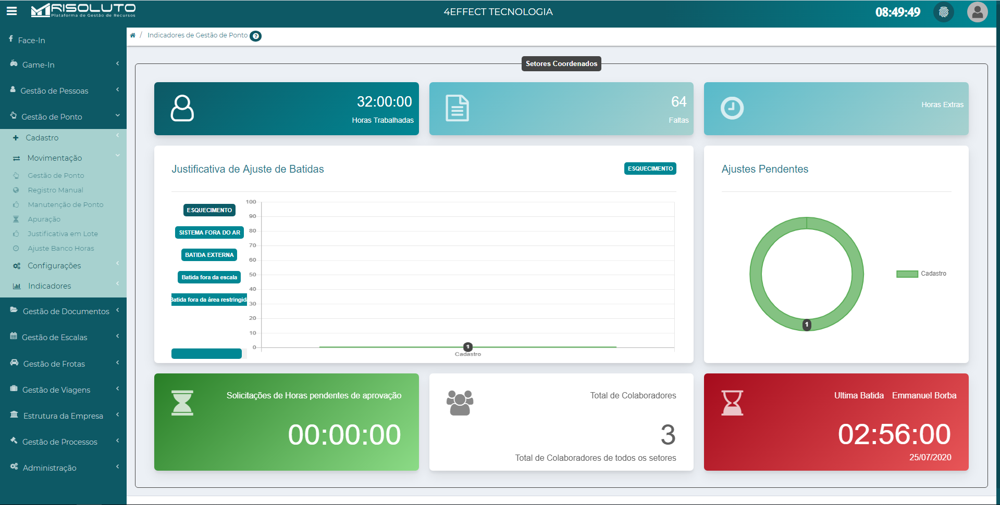 RISOLUTO
Plataforma de Gestão de Recursos
4EFFECT TECNOLOGIA
08:49:49
Face-In
Game-In
Gestão de Pessoas
Gestão de Ponto
Cadastro
Movimentação
Gestão de Ponto
Registro Manual
Manutenção de Ponto
Apuração
Justificativa em Lote
Ajuste Banco Horas
Configurações
Indicadores
Gestão de Documentos
Gestão de Escalas
Gestão de Frotas
Gestão de Viagens
Estrutura da Empresa
Gestão de Processos
Administração
/ Indicadores de Gestão de Ponto ?
Setores Coordenados
32:00:00
Horas Trabalhadas
64
Faltas
Horas Extras
Justificativa de Ajuste de Batidas
ESQUECIMENTO
ESQUECIMENTO
SISTEMA FORA DO AR
BATIDA EXTERNA
Batida fora da escala
Batida fora da área restringid
100
90
80
70
60
50
40
30
20
10
0
1
Cadastro
Ajustes Pendentes
1
Cadastro
Solicitações de Horas pendentes de aprovação
00:00:00
Total de Colaboradores
3
Total de Colaboradores de todos os setores
Ultima Batida Emmanuel Borba
02:56:00
25/07/2020